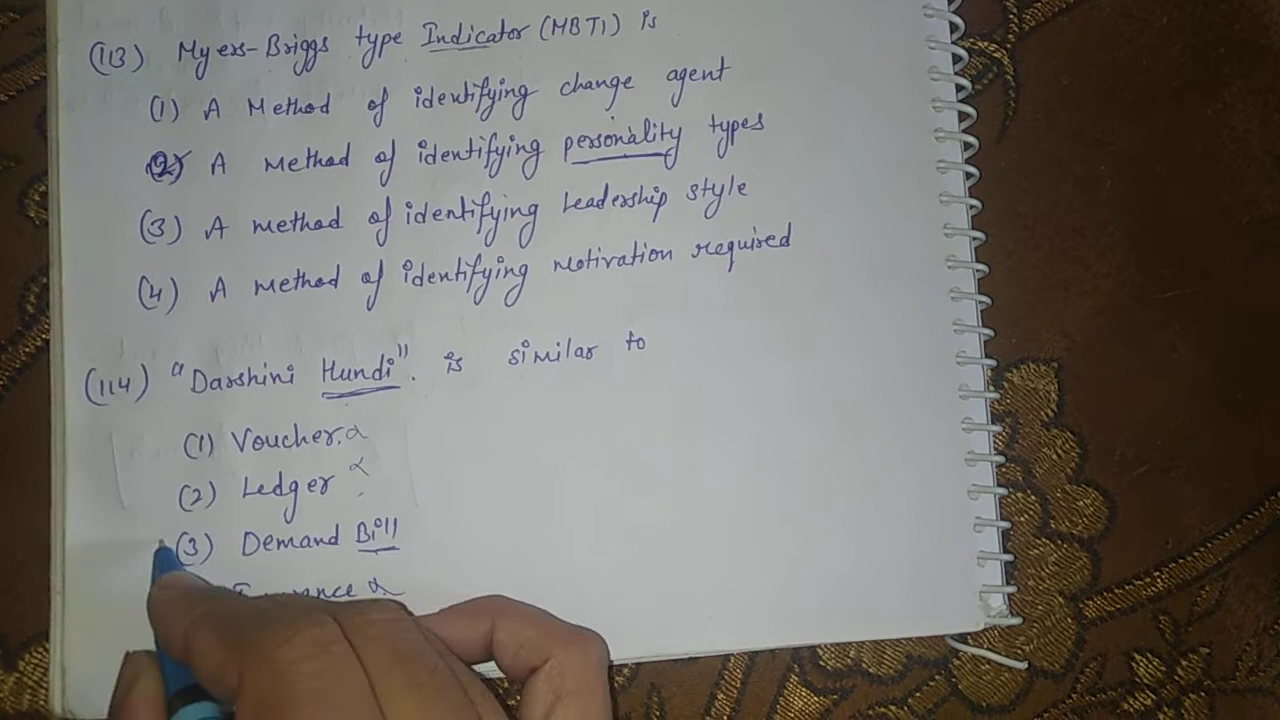 (113) Myers-Briggs type Indicator (MBTI) is
(1) A Method of identifying change agent
(2) A Method of identifying personality types
(3) A method of identifying Leadership style
(4) A method of identifying motivation required
(114) "Darshini Hundi". is similar to
(1) Voucher.
(2) Ledger
(3) Demand Bill